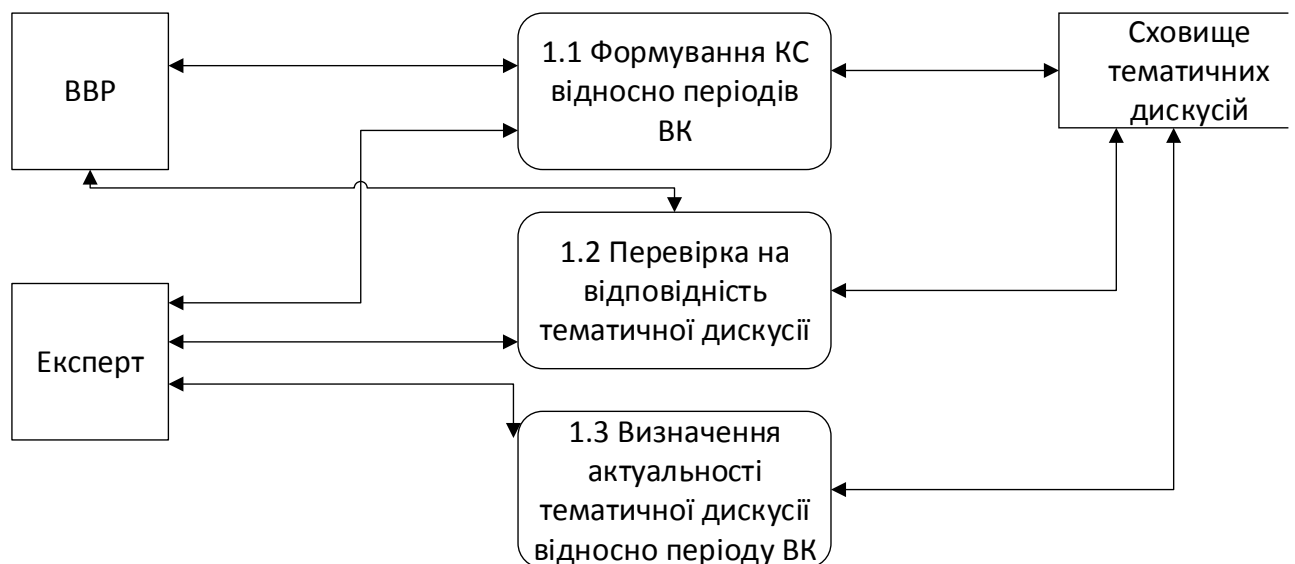 ВВР
1.1 Формування КС
відносно періодів
ВК
Сховище
тематичних
дискусій
1.2 Перевірка на
відповідність
тематичної дискусії
Експерт
1.3 Визначення
актуальності
тематичної дискусії
відносно періоду ВК